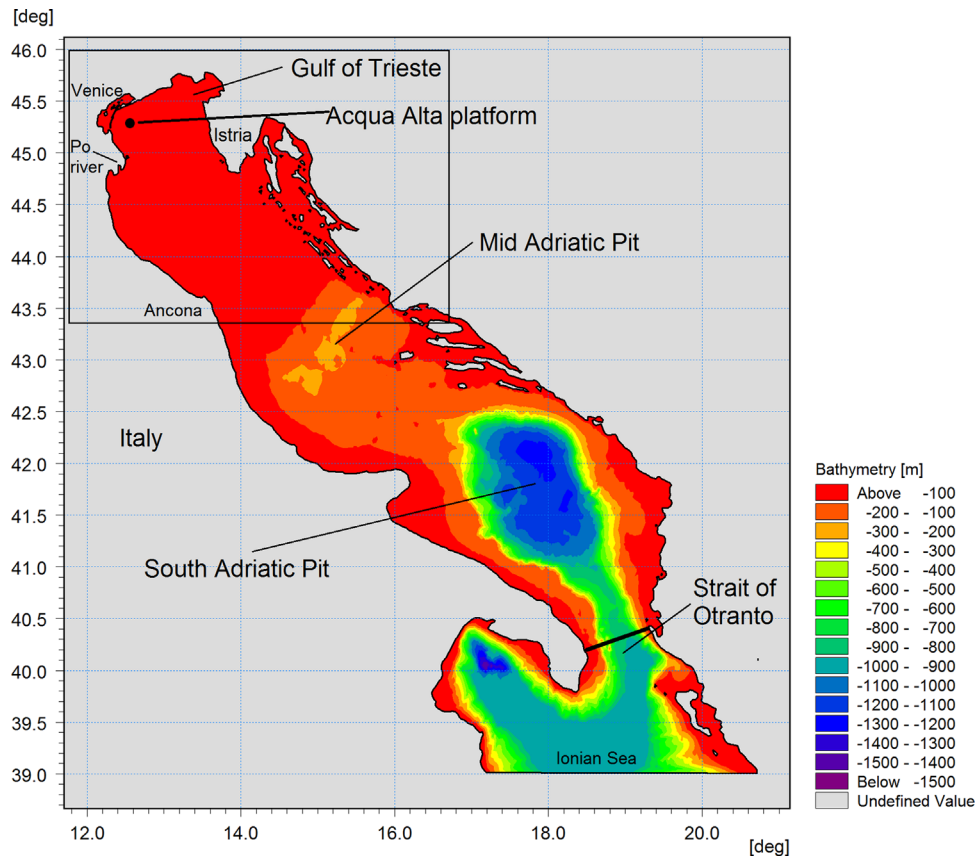 [deg]
46.0
45.5
45.0
44.5
44.0
43.5
43.0
42.5
42.0
41.5
41.0
40.5
40.0
39.5
39.0
Gulf of Trieste
Venice
Acqua Alta platform
Istria
Po
river
Mid Adriatic Pit
Ancona
Italy
South Adriatic Pit
Strait of
Otranto
Ionian Sea
12.0 14.0 16.0 18.0 20.0
[deg]
Bathymetry [m]
Above -100
-200 - -100
-300 - -200
-400 - -300
-500 - -400
-600 - -500
-700 - -600
-800 - -700
-900 - -800
-1000 - -900
-1100 - -1000
-1200 - -1100
-1300 - -1200
-1400 - -1300
-1500 - -1400
Below -1500
Undefined Value